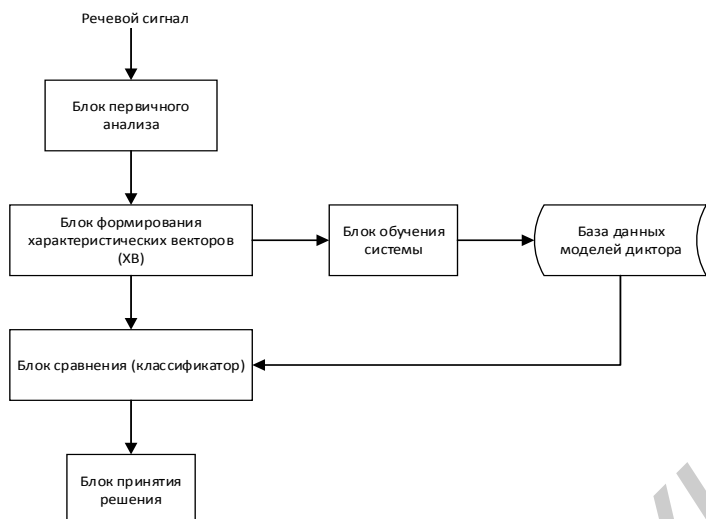 Речевой сигнал
Блок первичного
анализа
Блок формирования
характеристических векторов
(ХВ)
Блок обучения
системы
База данных
моделей диктора
Блок сравнения (классификатор)
Блок принятия
решения